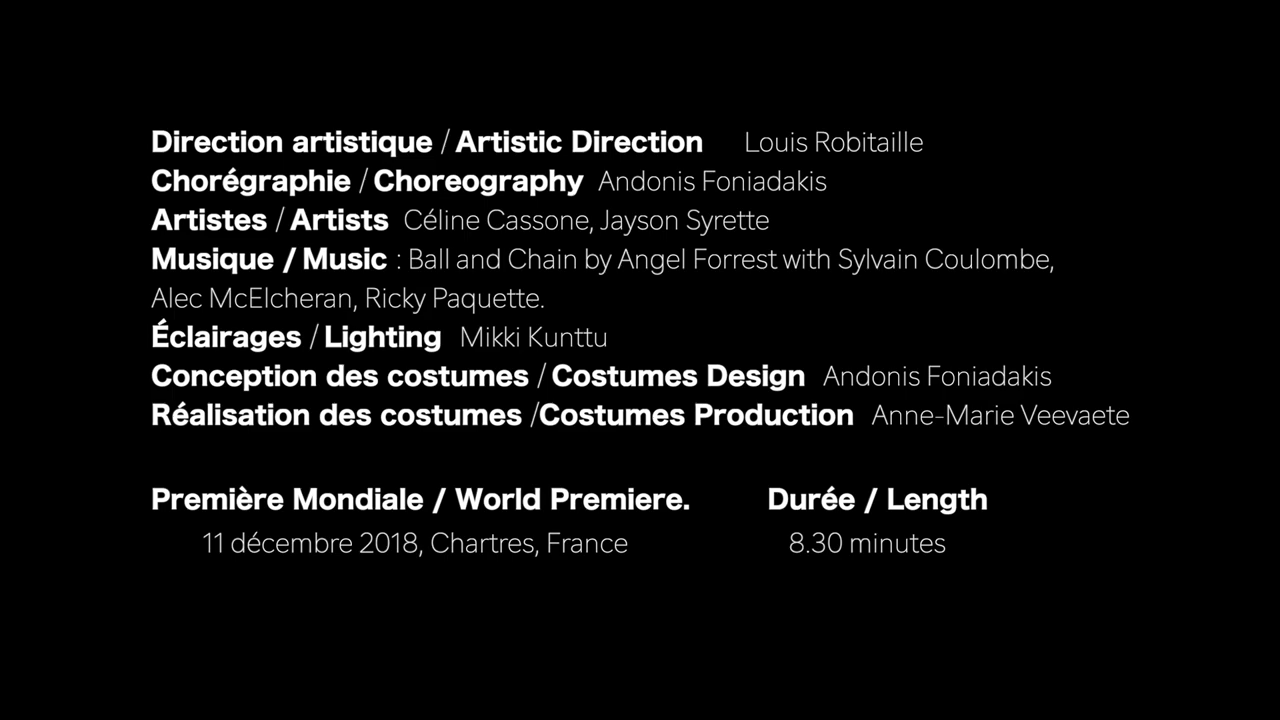 Direction artistique / Artistic Direction Louis Robitaille
Chorégraphie / Choreography Andonis Foniadakis
Artistes / Artists Céline Cassone, Jayson Syrette
Musique / Music : Ball and Chain by Angel Forrest with Sylvain Coulombe,
Alec McElcheran, Ricky Paquette.
Éclairages / Lighting Mikki Kunttu
Conception des costumes / Costumes Design Andonis Foniadakis
Réalisation des costumes /Costumes Production Anne-Marie Veevaete
Première Mondiale / World Premiere. Durée / Length
11 décembre 2018, Chartres, France 8.30 minutes